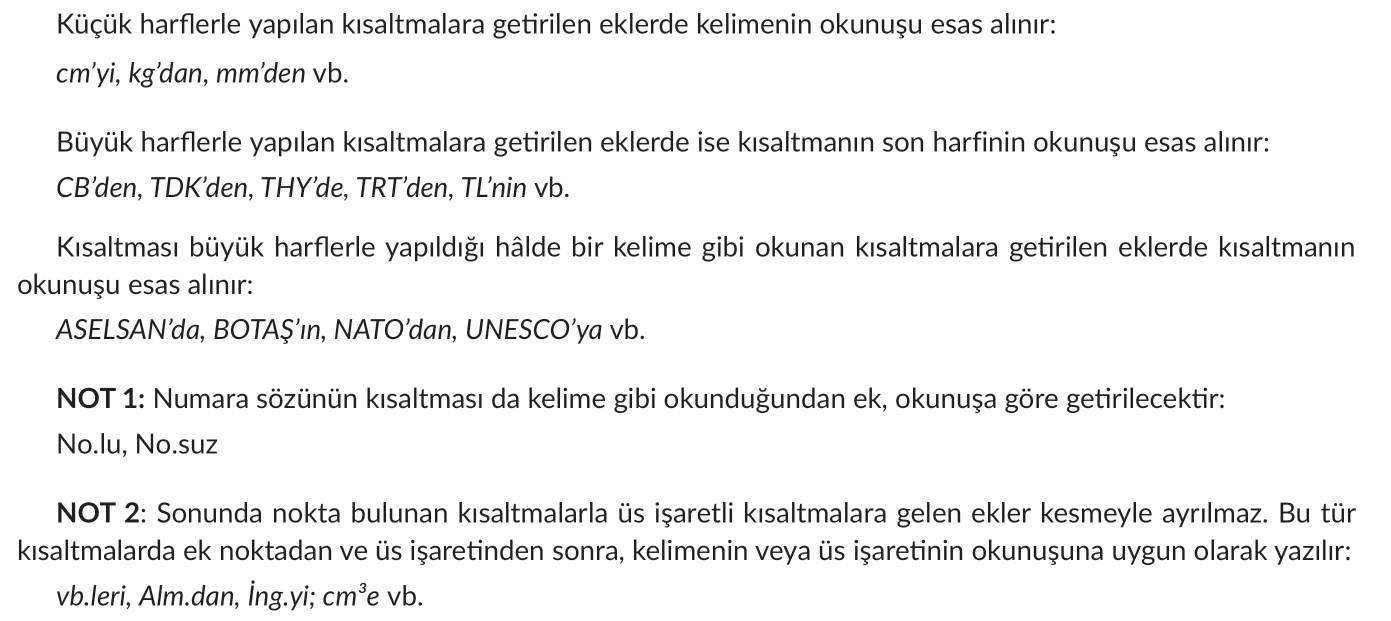 Küçük harflerle yapılan kısaltmalara getirilen eklerde kelimenin okunuşu esas alınır:
cm’yi, kg’dan, mm’den vb.
Büyük harflerle yapılan kısaltmalara getirilen eklerde ise kısaltmanın son harfinin okunuşu esas alınır:
CB’den, TDK’den, THY’de, TRT’den, TL’nin vb.
Kısaltması büyük harflerle yapıldığı hâlde bir kelime gibi okunan kısaltmalara getirilen eklerde kısaltmanın
okunuşu esas alınır:
ASELSAN’da, BOTAŞ’ın, NATO’dan, UNESCO’ya vb.
NOT 1: Numara sözünün kısaltması da kelime gibi okunduğundan ek, okunuşa göre getirilecektir:
No.lu, No.suz
NOT 2: Sonunda nokta bulunan kısaltmalarla üs işaretli kısaltmalara gelen ekler kesmeyle ayrılmaz. Bu tür
kısaltmalarda ek noktadan ve üs işaretinden sonra, kelimenin veya üs işaretinin okunuşuna uygun olarak yazılır:
vb.leri, Alm.dan, İng.yi; cm³e vb.